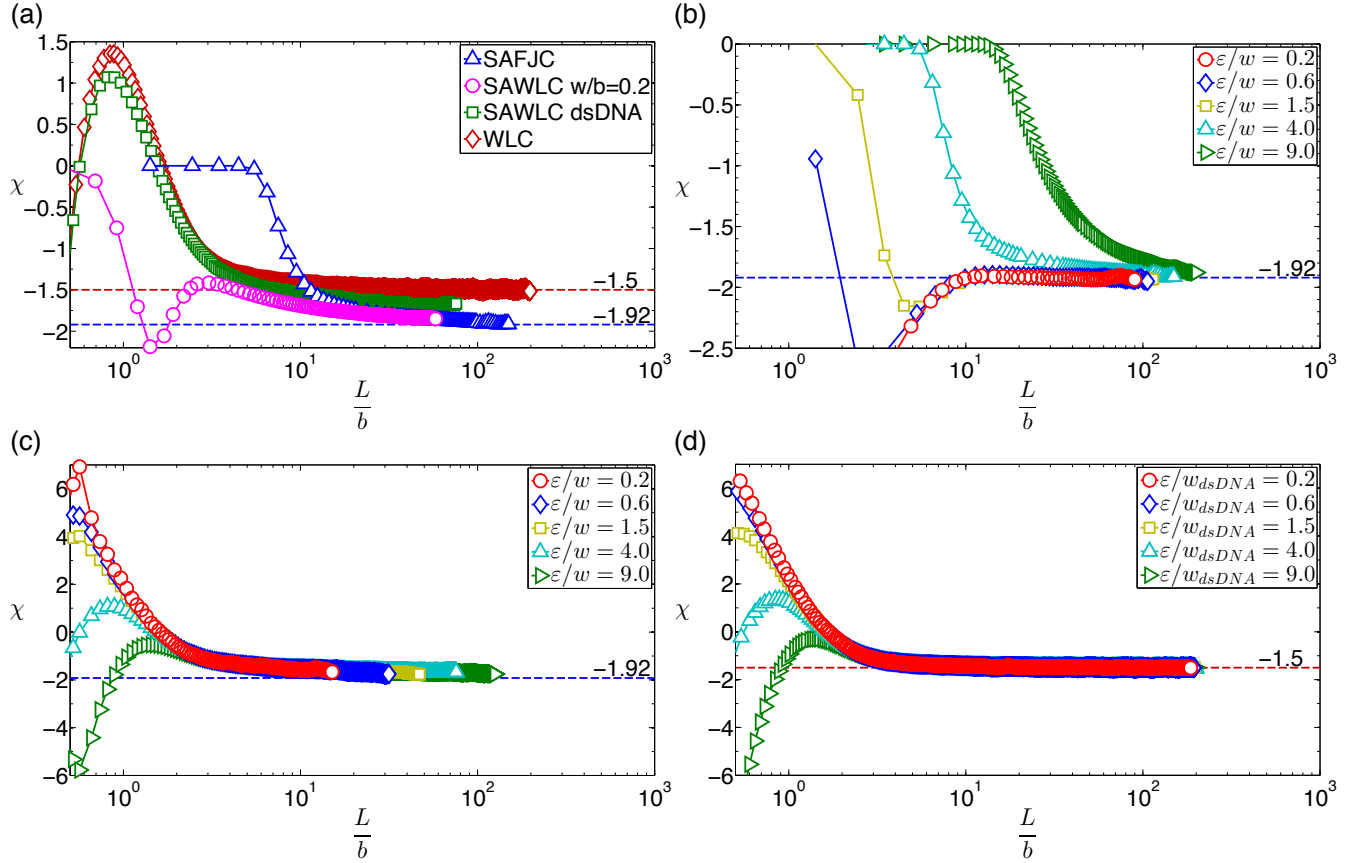 (a)
1.5
1
0.5
0
−0.5
−1
−1.5
−2
χ
SAFJC
SAWLC w/b=0.2
SAWLC dsDNA
WLC
−1.5
−1.92
10^0
10^1
10^2
10^3
L
b
(b)
0
−0.5
−1
−1.5
−2
−2.5
χ
ε/w = 0.2
ε/w = 0.6
ε/w = 1.5
ε/w = 4.0
ε/w = 9.0
−1.92
10^0
10^1
10^2
10^3
L
b
(c)
6
4
2
0
−2
−4
−6
χ
ε/w = 0.2
ε/w = 0.6
ε/w = 1.5
ε/w = 4.0
ε/w = 9.0
−1.92
10^0
10^1
10^2
10^3
L
b
(d)
6
4
2
0
−2
−4
−6
χ
ε/w_dsDNA = 0.2
ε/w_dsDNA = 0.6
ε/w_dsDNA = 1.5
ε/w_dsDNA = 4.0
ε/w_dsDNA = 9.0
−1.5
10^0
10^1
10^2
10^3
L
b